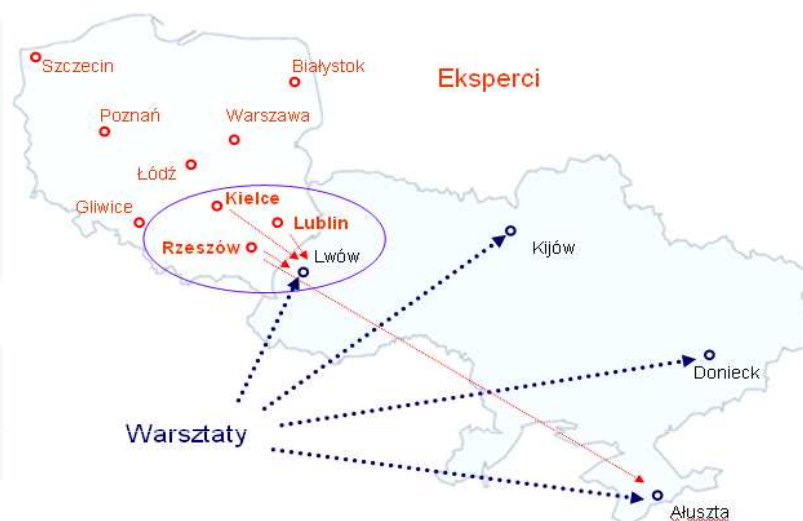 Szczecin
Białystok
Eksperci
Poznań
Warszawa
Łódź
Gliwice
Kielce
Lublin
Rzeszów
Lwów
Kijów
Donieck
Warsztaty
Ałuszta